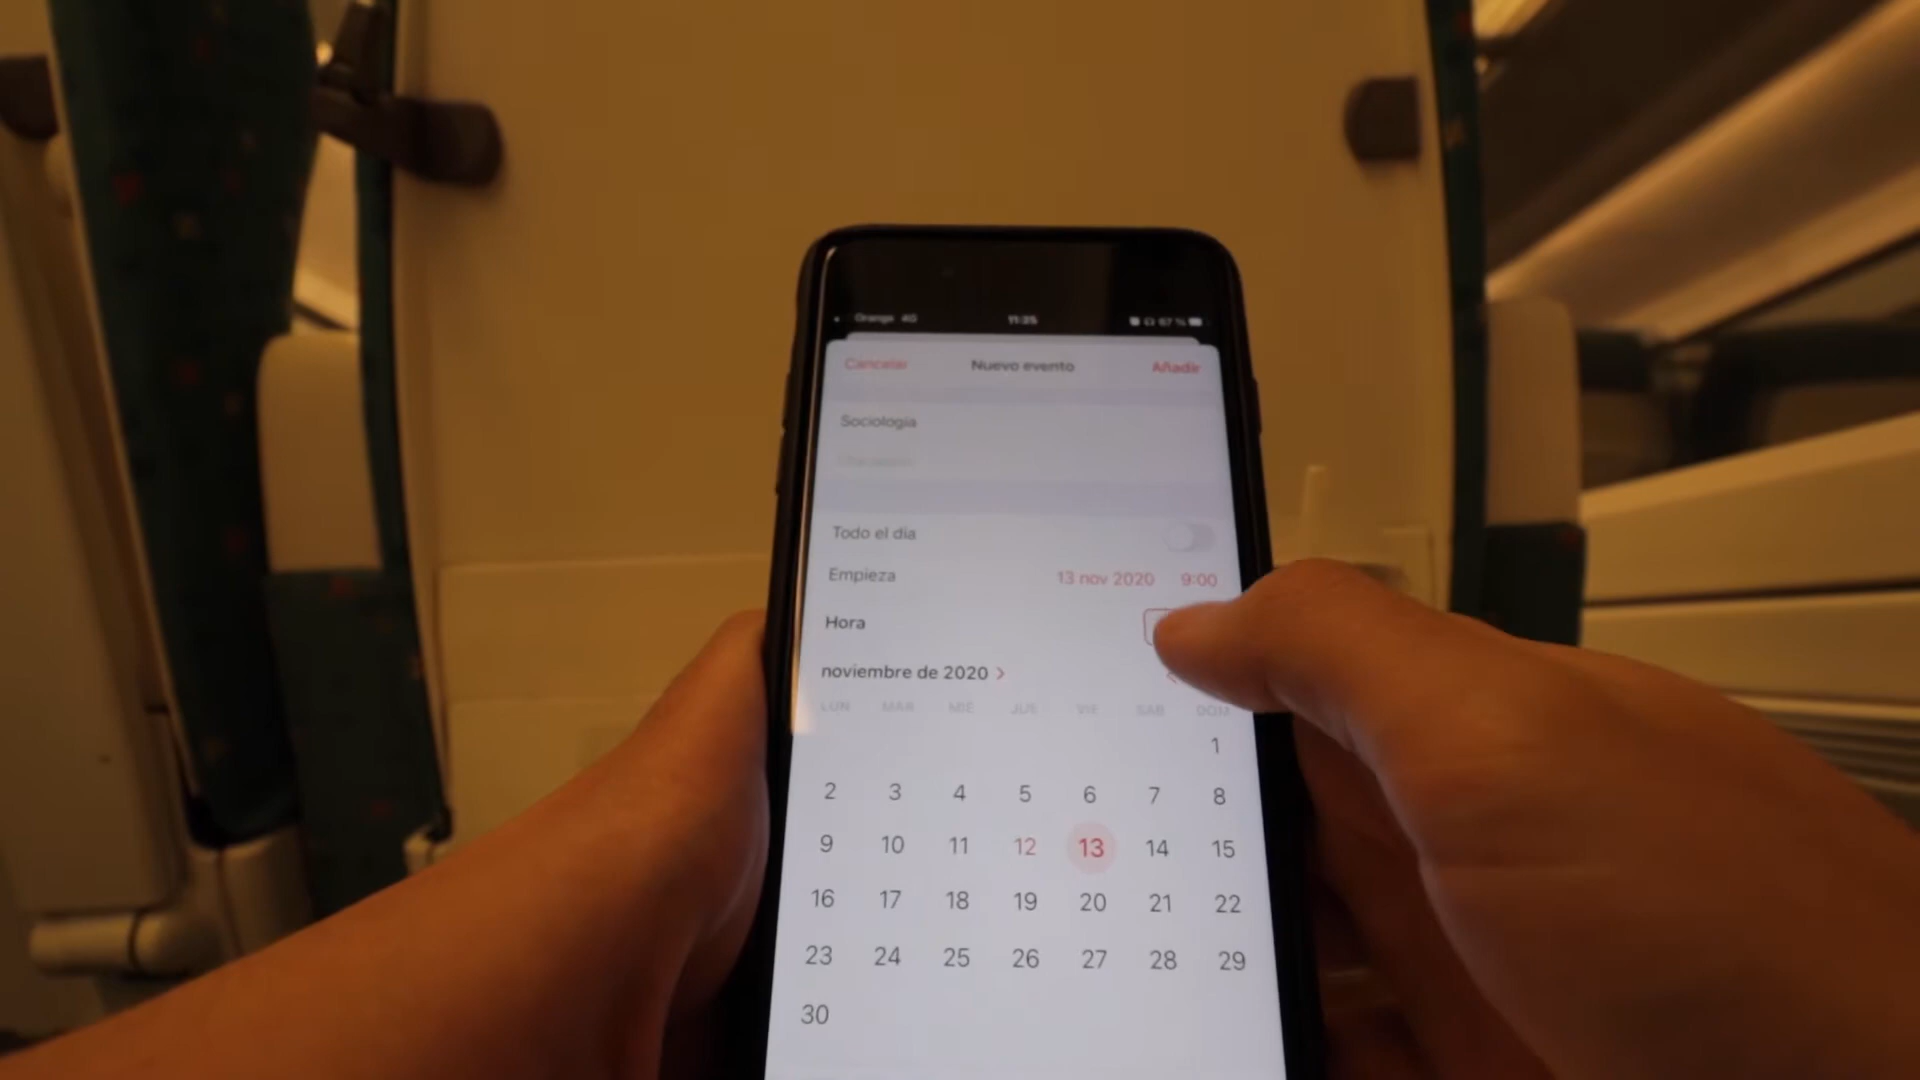 Orange 4G 11:35 67 %
Cancelar Nuevo evento Añadir
Sociologia
Todo el día
Empieza 13 nov 2020 9:00
Hora
noviembre de 2020 >
LUN MAR MIÉ JUE VIE SÁB DOM
1
2 3 4 5 6 7 8
9 10 11 12 13 14 15
16 17 18 19 20 21 22
23 24 25 26 27 28 29
30